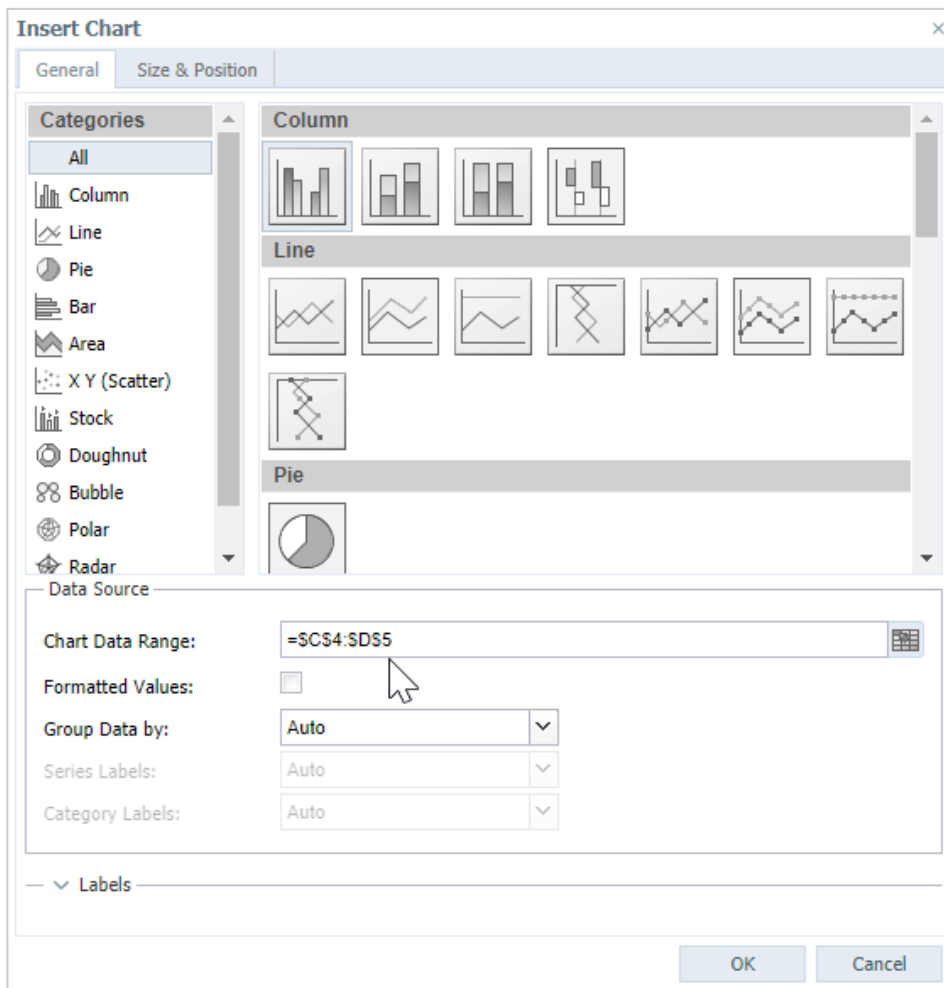 Insert Chart
General
Size & Position
Categories
All
Column
Line
Pie
Bar
Area
X Y (Scatter)
Stock
Doughnut
Bubble
Polar
Radar
Column
Line
Pie
Data Source
Chart Data Range: =$C$4:$D$5
Formatted Values:
Group Data by: Auto
Series Labels: Auto
Category Labels: Auto
Labels
OK
Cancel